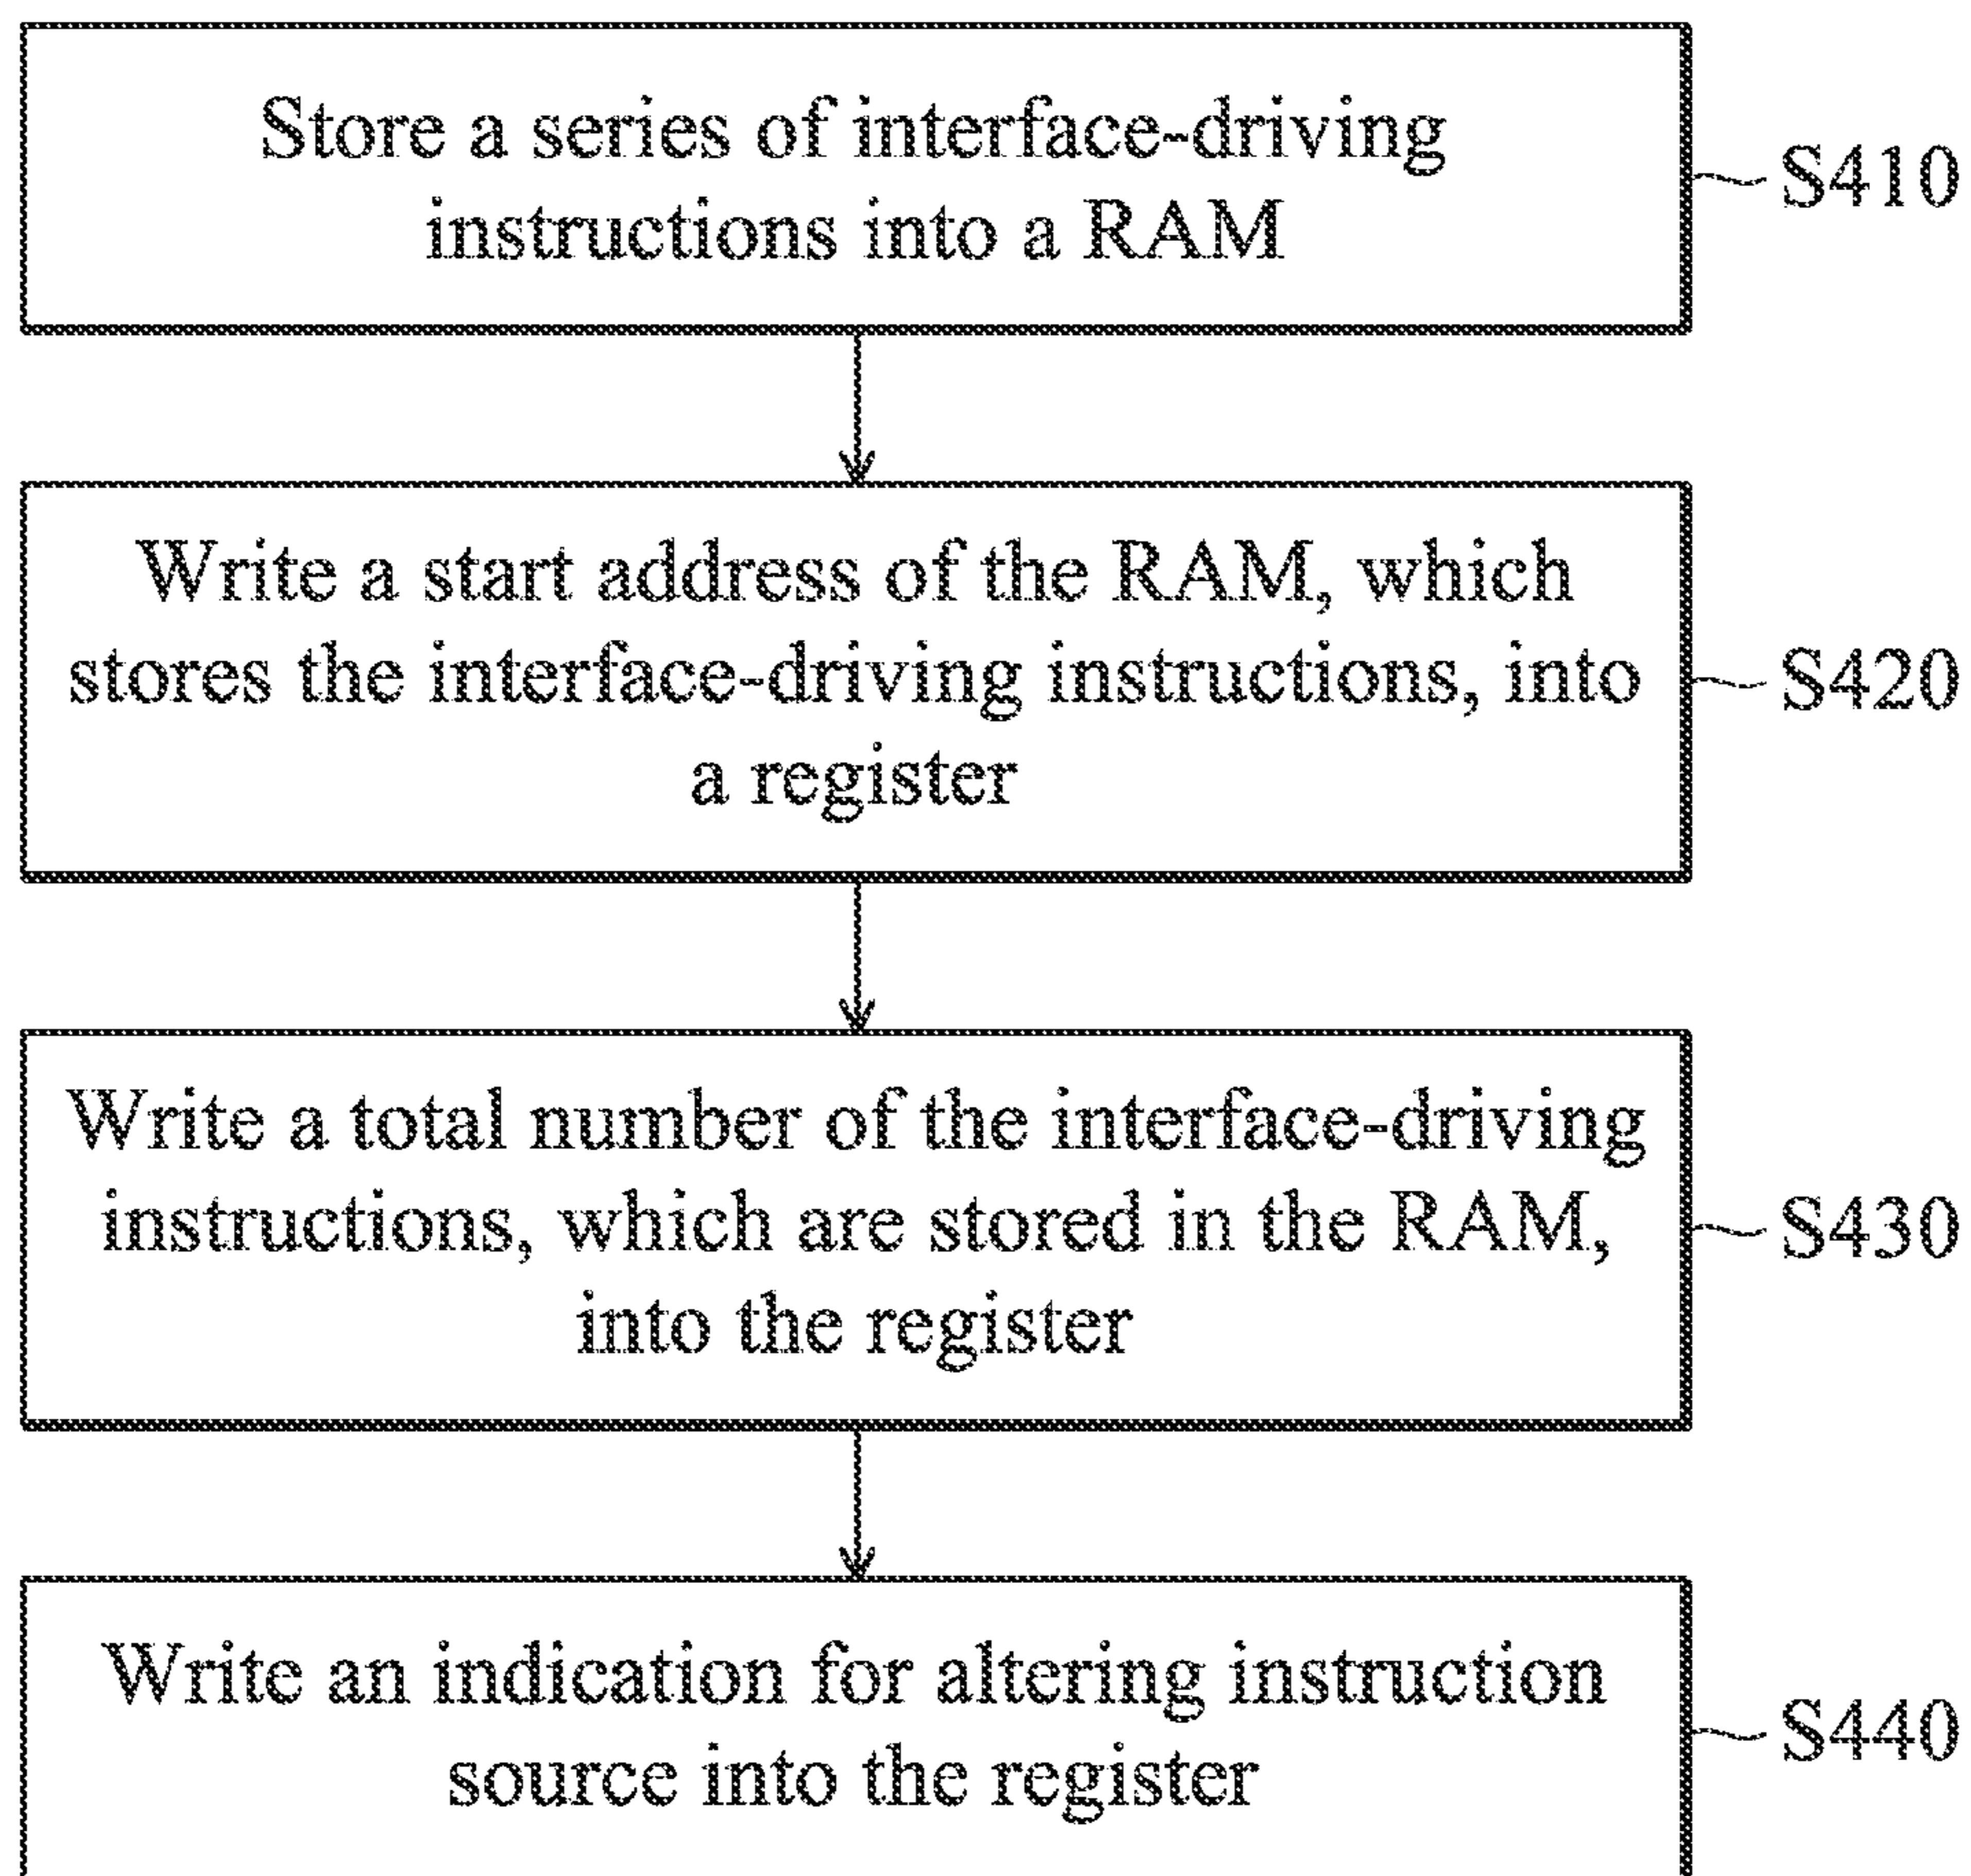 Store a series of interface-driving
instructions into a RAM
S410
Write a start address of the RAM, which
stores the interface-driving instructions, into
a register
S420
Write a total number of the interface-driving
instructions, which are stored in the RAM,
into the register
S430
Write an indication for altering instruction
source into the register
S440